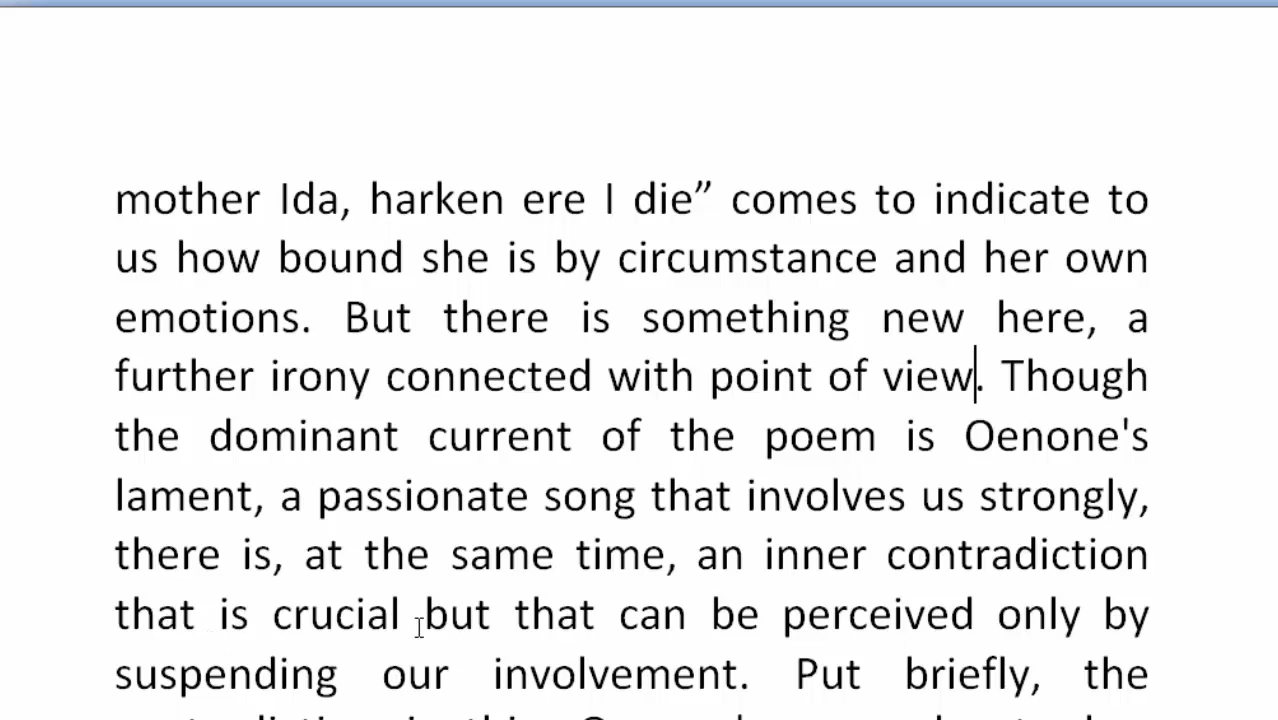 mother Ida, harken ere I die” comes to indicate to
us how bound she is by circumstance and her own
emotions. But there is something new here, a
further irony connected with point of view. Though
the dominant current of the poem is Oenone's
lament, a passionate song that involves us strongly,
there is, at the same time, an inner contradiction
that is crucial but that can be perceived only by
suspending our involvement. Put briefly, the